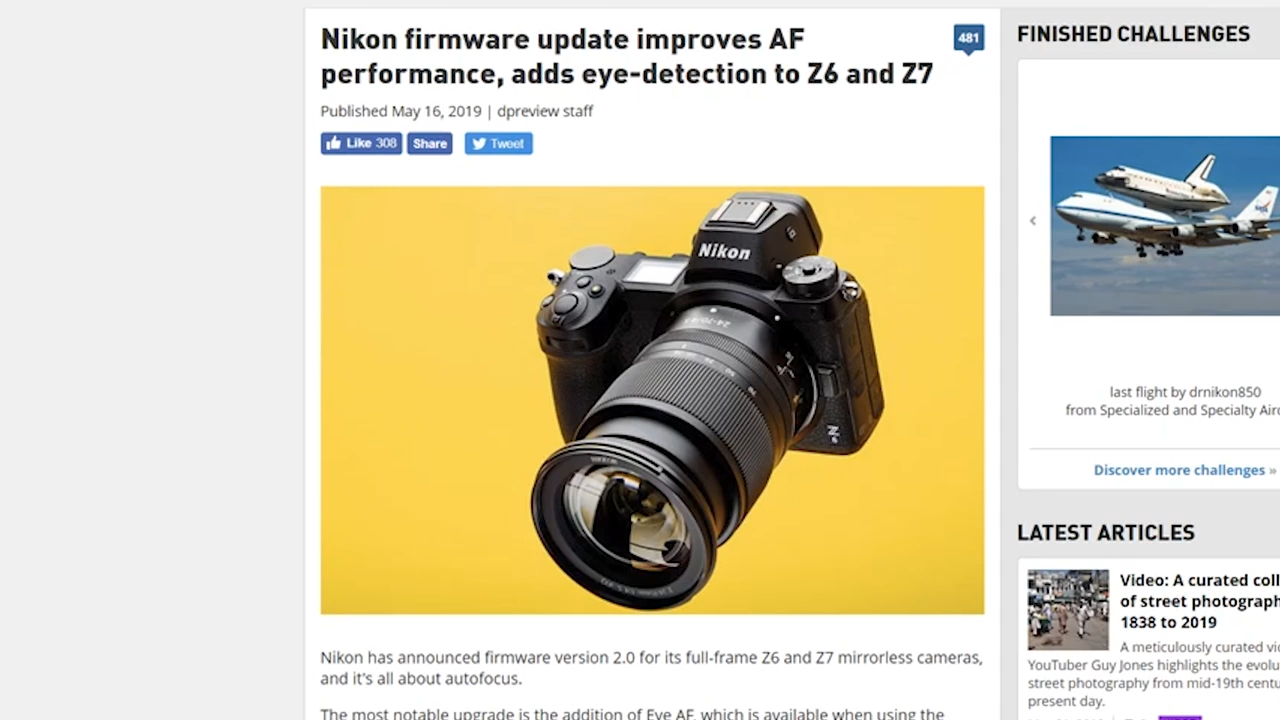 Nikon firmware update improves AF
performance, adds eye-detection to Z6 and Z7
481
Published May 16, 2019 | dpreview staff
Like 308
Share
Tweet
Nikon
24-70/4 S
Z
6
Nikon has announced firmware version 2.0 for its full-frame Z6 and Z7 mirrorless cameras,
and it's all about autofocus.
The most notable upgrade is the addition of Eye AF, which is available when using the
FINISHED CHALLENGES
NASA
last flight by drnikon850
from Specialized and Specialty Airc
Discover more challenges »
LATEST ARTICLES
Video: A curated coll
of street photograph
1838 to 2019
A meticulously curated vi
YouTuber Guy Jones highlights the evolu
street photography from mid-19th centu
present day.